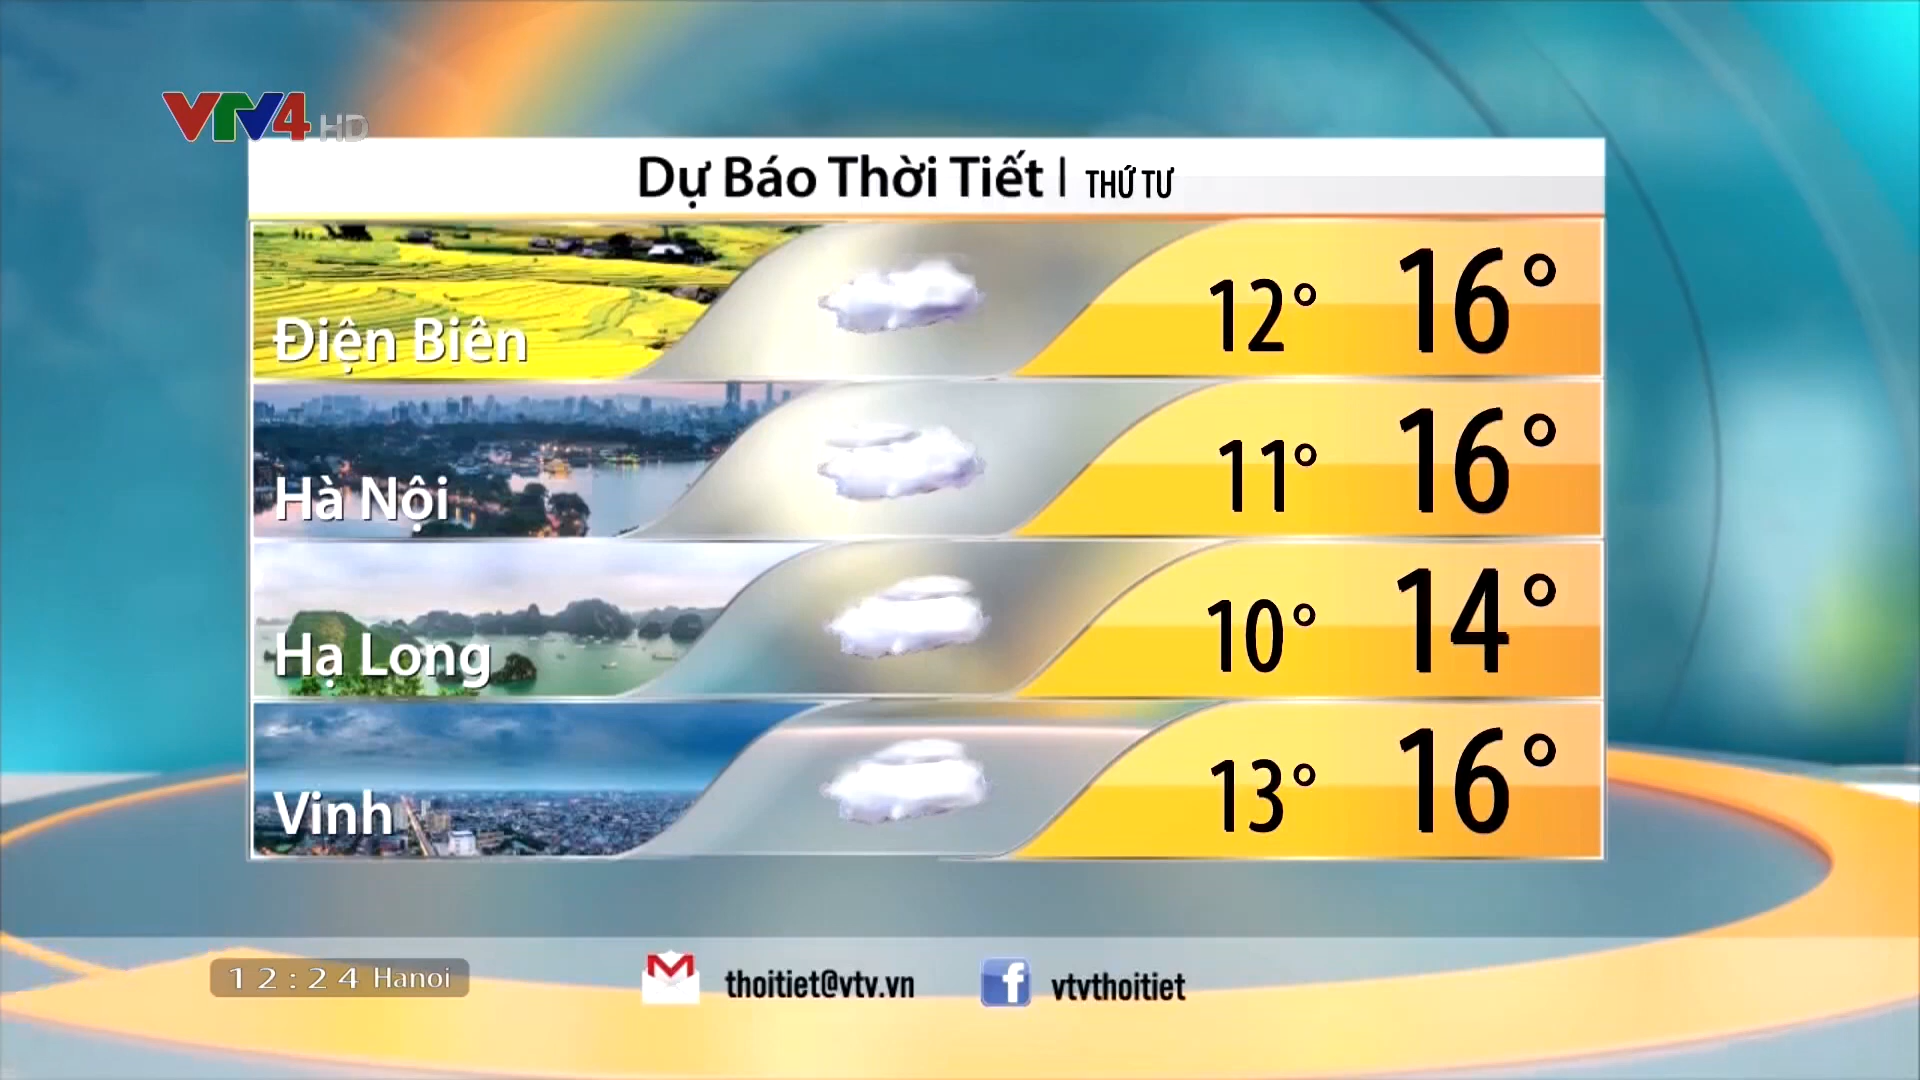 VTV4 HD
Dự Báo Thời Tiết | THỨ TƯ
Điện Biên 12° 16°
Hà Nội 11° 16°
Hạ Long 10° 14°
Vinh 13° 16°
12:24 Hanoi
thoitiet@vtv.vn
vtvthoitiet